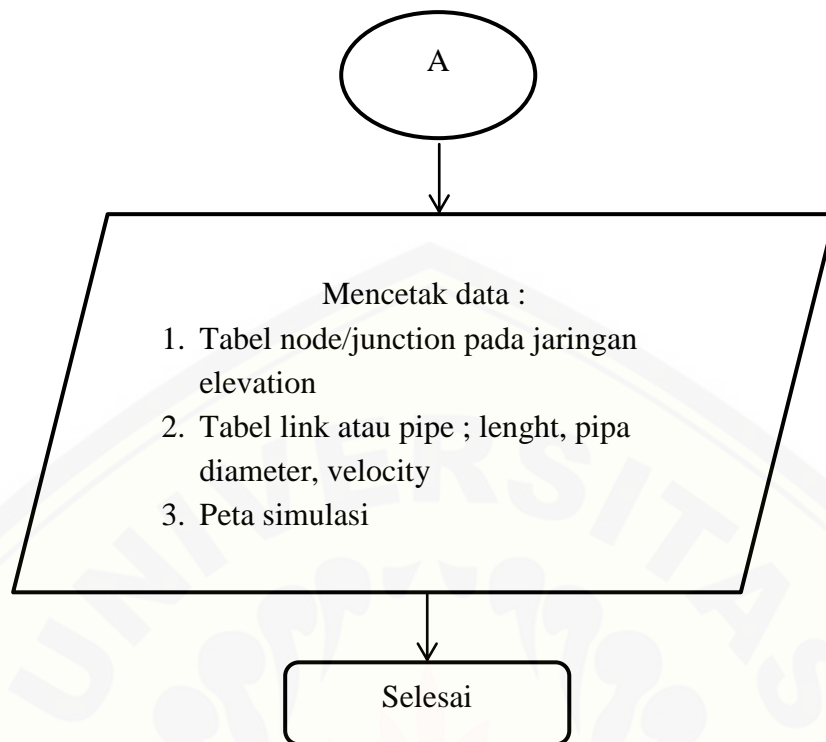 A
Mencetak data :
1. Tabel node/junction pada jaringan
elevation
2. Tabel link atau pipe ; lenght, pipa
diameter, velocity
3. Peta simulasi
UNIVERSITAS
Selesai